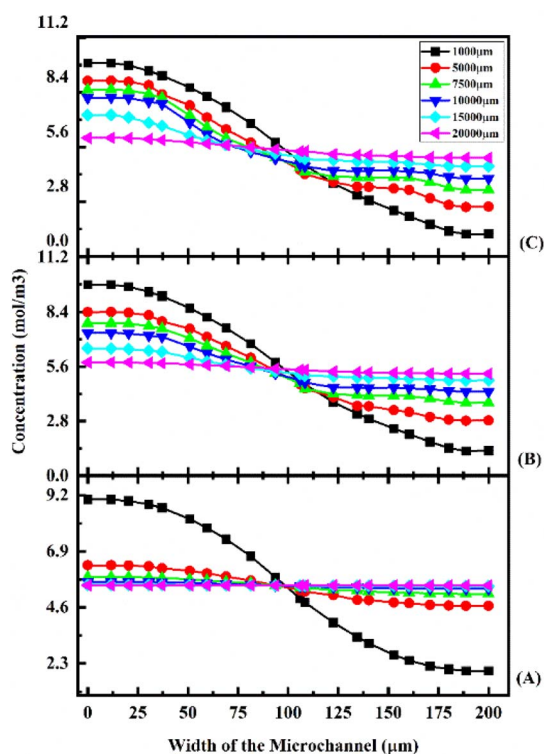 11.2
8.4
5.6
2.8
0.0
1000μm
5000μm
7500μm
10000μm
15000μm
20000μm
(C)
11.2
8.4
5.6
2.8
0.0
(B)
9.2
6.9
4.6
2.3
(A)
Concentration (mol/m3)
0 25 50 75 100 125 150 175 200
Width of the Microchannel (μm)